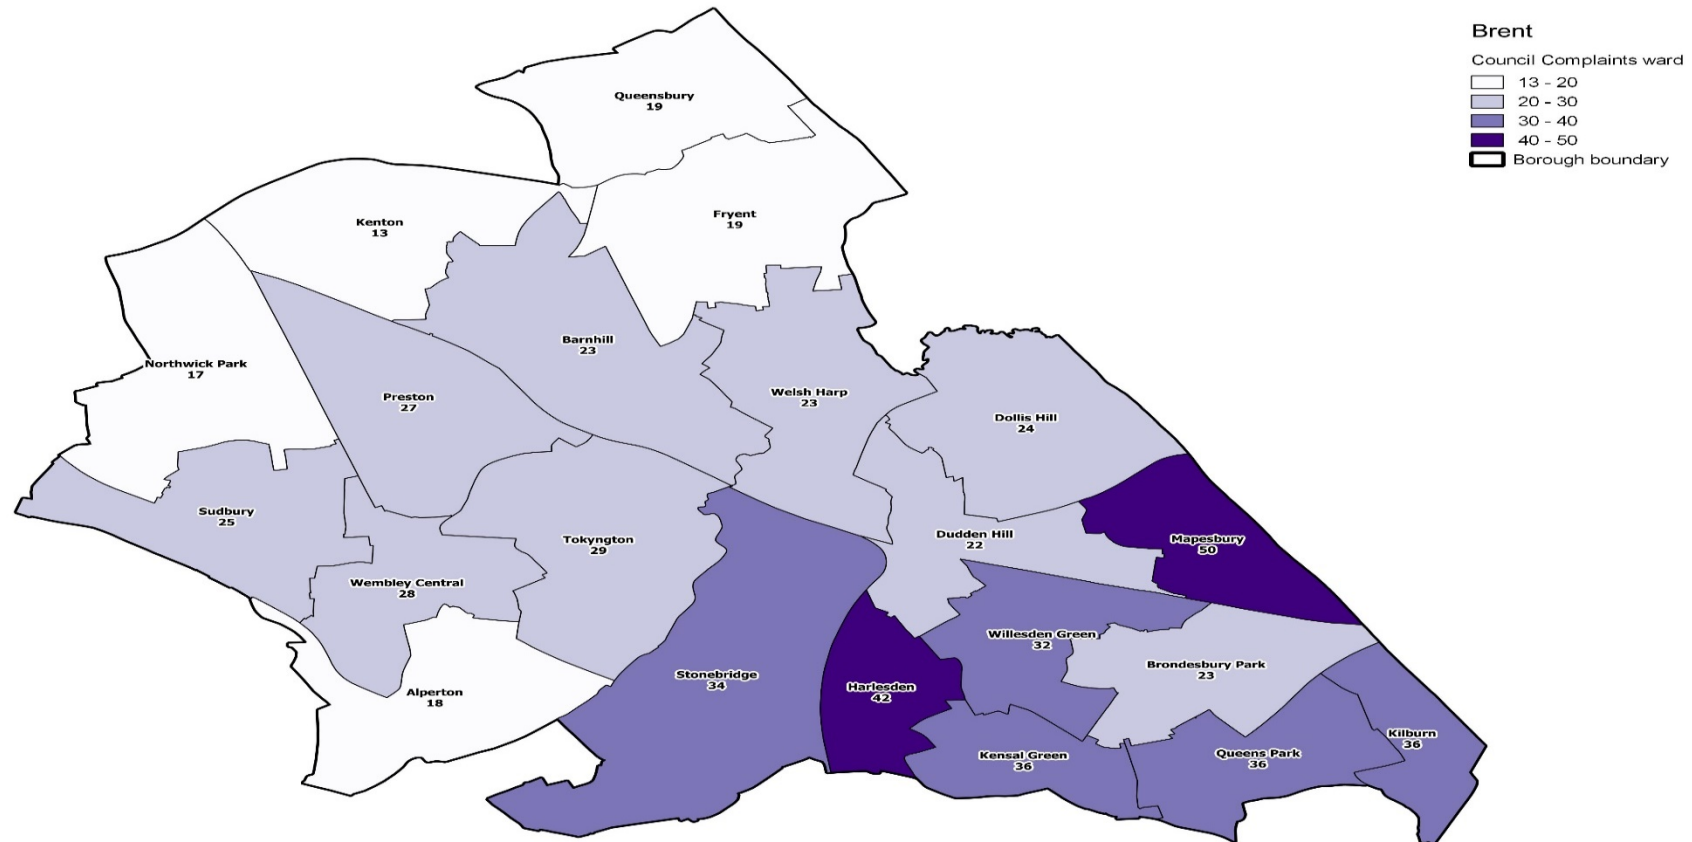 Brent
Council Complaints ward
13 - 20
20 - 30
30 - 40
40 - 50
Borough boundary
Queensbury
19
Kenton
13
Fryent
19
Northwick Park
17
Barnhill
23
Preston
27
Welsh Harp
23
Dollis Hill
24
Sudbury
25
Tokyngton
29
Dudden Hill
22
Mapesbury
50
Wembley Central
28
Willesden Green
32
Brondesbury Park
23
Stonebridge
34
Harlesden
42
Alperton
18
Kensal Green
36
Queens Park
36
Kilburn
36